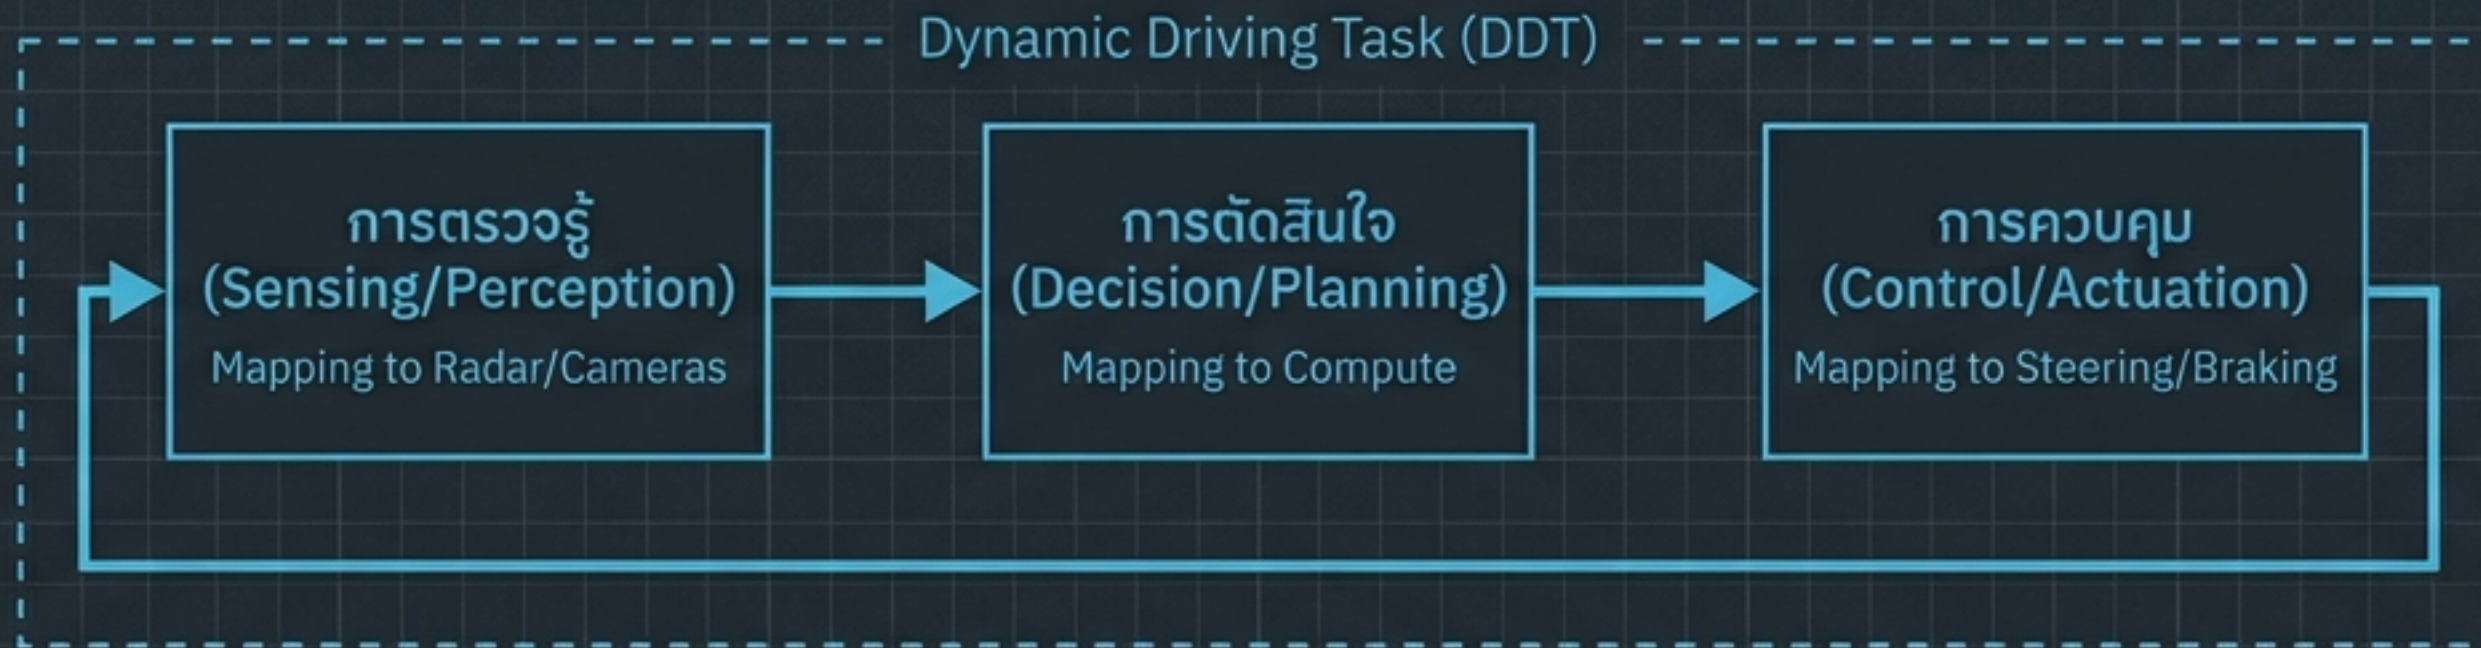 Dynamic Driving Task (DDT)
การตรวจรู้
(Sensing/Perception)
Mapping to Radar/Cameras
การตัดสินใจ
(Decision/Planning)
Mapping to Compute
การควบคุม
(Control/Actuation)
Mapping to Steering/Braking